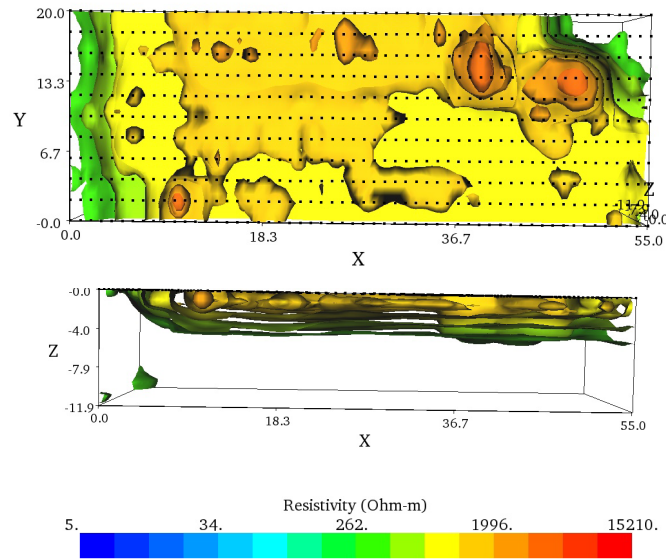 20.0
13.3
Y
6.7
-0.0
Z
0.0 18.3 36.7 55.0
X
-0.0
-4.0
Z
-7.9
-11.9
0.0 18.3 36.7 55.0
X
Resistivity (Ohm-m)
5. 34. 262. 1996. 15210.